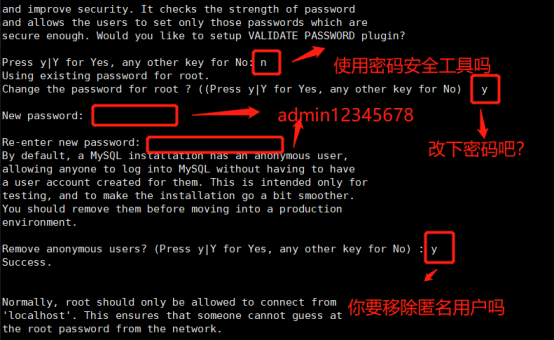 and improve security. It checks the strength of password
and allows the users to set only those passwords which are
secure enough. Would you like to setup VALIDATE PASSWORD plugin?
Press y|Y for Yes, any other key for No: n
使用密码安全工具吗
Using existing password for root.
Change the password for root ? ((Press y|Y for Yes, any other key for No) y
New password:
admin12345678
Re-enter new password:
改下密码吧?
By default, a MySQL installation has an anonymous user,
allowing anyone to log into MySQL without having to have
a user account created for them. This is intended only for
testing, and to make the installation go a bit smoother.
You should remove them before moving into a production
environment.
Remove anonymous users? (Press y|Y for Yes, any other key for No) : y
Success.
你要移除匿名用户吗
Normally, root should only be allowed to connect from
'localhost'. This ensures that someone cannot guess at
the root password from the network.